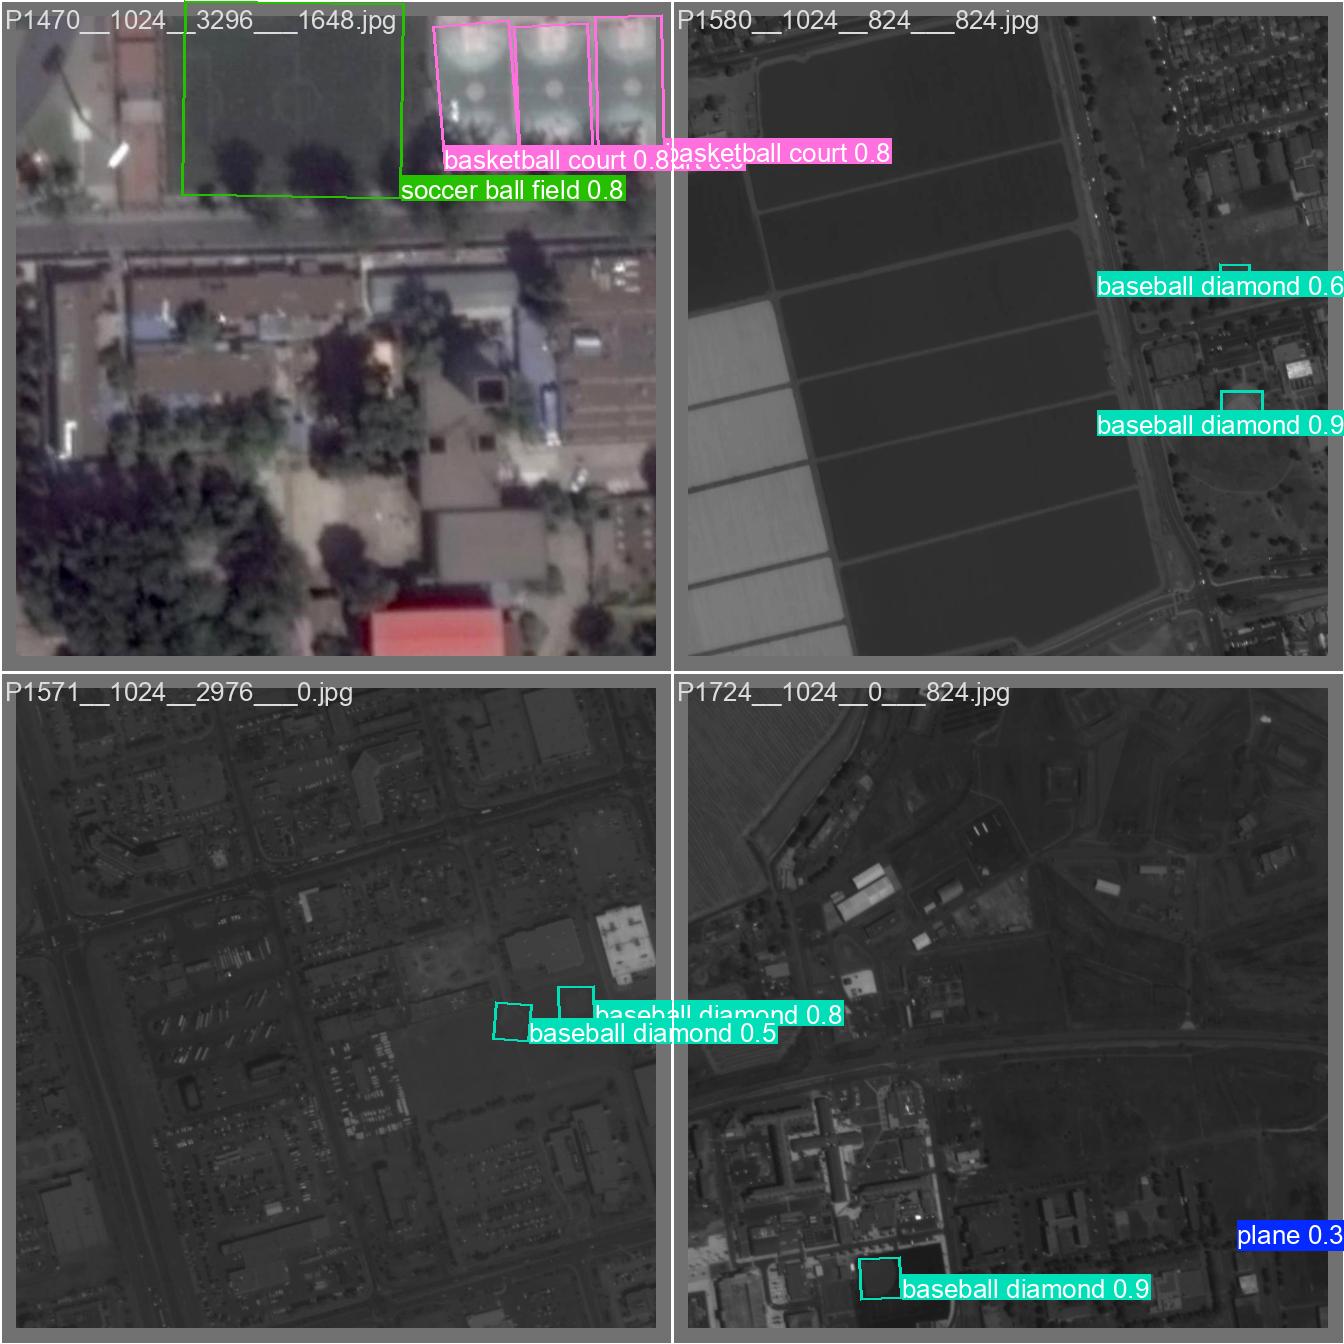 P1470__1024__3296___1648.jpg
P1580__1024__824___824.jpg
basketball court 0.8
basketball court 0.8
soccer ball field 0.8
baseball diamond 0.6
baseball diamond 0.9
P1571__1024__2976___0.jpg
P1724__1024__0___824.jpg
baseball diamond 0.8
baseball diamond 0.5
plane 0.3
baseball diamond 0.9